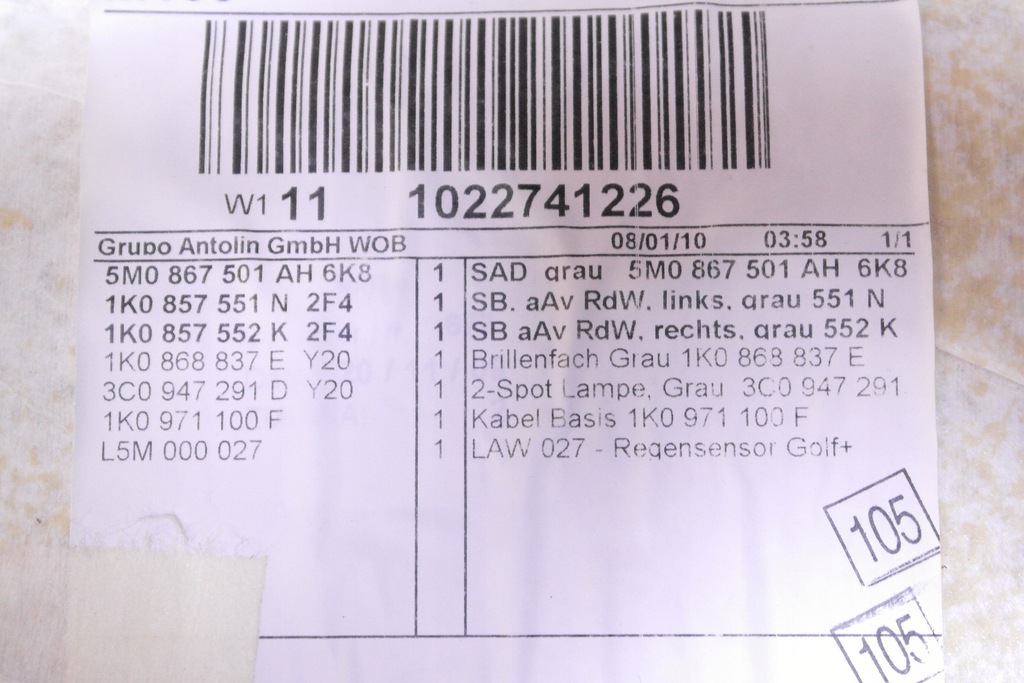 W1 11 1022741226
Grupo Antolin GmbH WOB 08/01/10 03:58 1/1
5M0 867 501 AH 6K8 1 SAD grau 5M0 867 501 AH 6K8
1K0 857 551 N 2F4 1 SB. aAv RdW. links. grau 551 N
1K0 857 552 K 2F4 1 SB aAv RdW. rechts. grau 552 K
1K0 868 837 E Y20 1 Brillenfach Grau 1K0 868 837 E
3C0 947 291 D Y20 1 2-Spot Lampe, Grau 3C0 947 291
1K0 971 100 F 1 Kabel Basis 1K0 971 100 F
L5M 000 027 1 LAW 027 - Regensensor Golf+
105
105